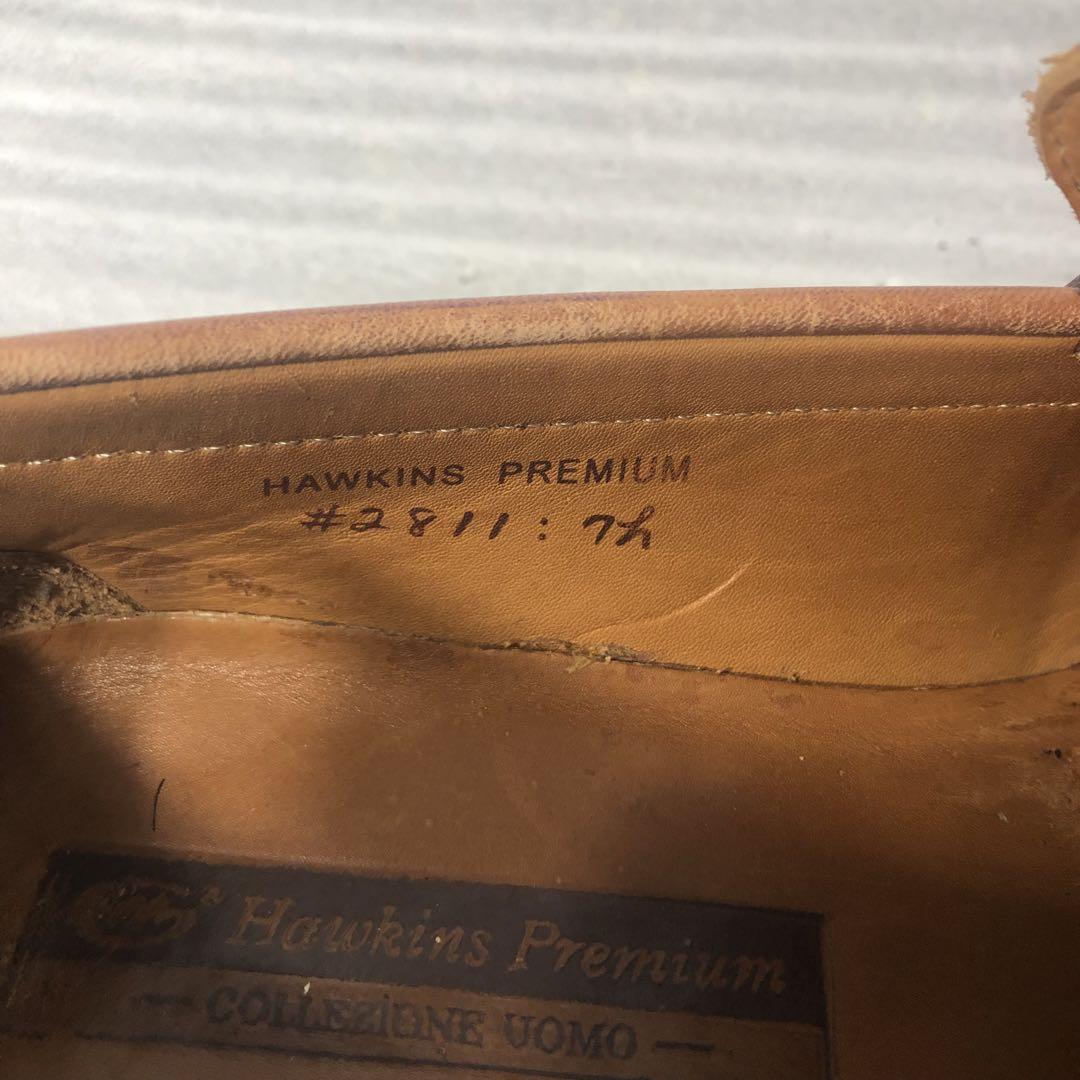 HAWKINS PREMIUM
#2811: 7h
Hawkins Premium
— COLLEZIONE UOMO —